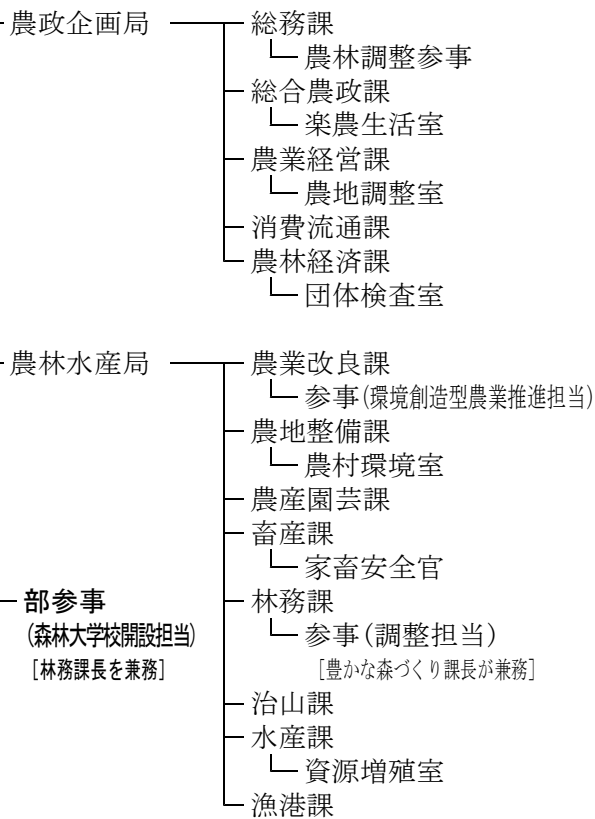 農政企画局 総務課
農林調整参事
総合農政課
楽農生活室
農業経営課
農地調整室
消費流通課
農林経済課
団体検査室
農林水産局 農業改良課
参事(環境創造型農業推進担当)
農地整備課
農村環境室
農産園芸課
畜産課
家畜安全官
部参事 林務課
(森林大学校開設担当) 参事(調整担当)
[林務課長を兼務] [豊かな森づくり課長が兼務]
治山課
水産課
資源増殖室
漁港課